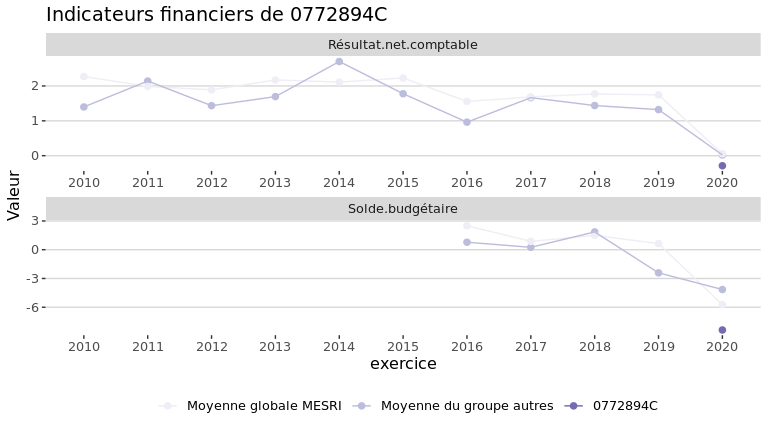 Indicateurs financiers de 0772894C
Résultat.net.comptable
2
1
0
2010 2011 2012 2013 2014 2015 2016 2017 2018 2019 2020
Valeur
Solde.budgétaire
3
0
-3
-6
2010 2011 2012 2013 2014 2015 2016 2017 2018 2019 2020
exercice
Moyenne globale MESRI Moyenne du groupe autres 0772894C